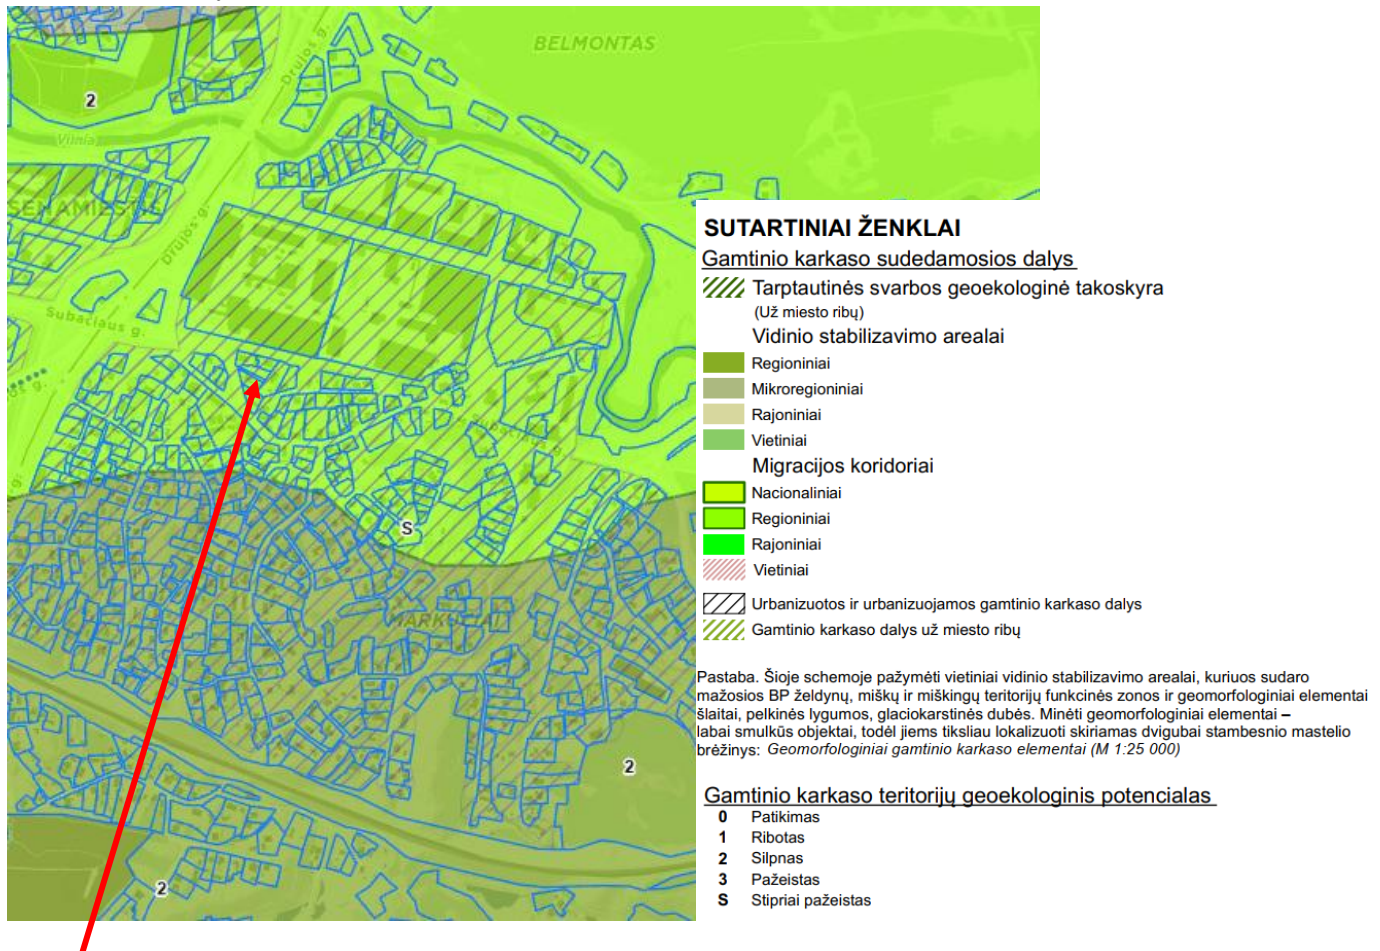 BELMONTAS
Drujos g.
2
Vilnia
SENAMIESTIS
Drujos g.
Subačiaus g.
Subačiaus g.
S
MARKUČIAI
2
2
SUTARTINIAI ŽENKLAI
Gamtinio karkaso sudedamosios dalys
Tarptautinės svarbos geoekologinė takoskyra
(Už miesto ribų)
Vidinio stabilizavimo arealai
Regioniniai
Mikroregioniniai
Rajoniniai
Vietiniai
Migracijos koridoriai
Nacionaliniai
Regioniniai
Rajoniniai
Vietiniai
Urbanizuotos ir urbanizuojamos gamtinio karkaso dalys
Gamtinio karkaso dalys už miesto ribų
Pastaba. Šioje schemoje pažymėti vietiniai vidinio stabilizavimo arealai, kuriuos sudaro
mažosios BP želdynų, miškų ir miškingų teritorijų funkcinės zonos ir geomorfologiniai elementai
šlaitai, pelkinės lygumos, glaciokarstinės dubės. Minėti geomorfologiniai elementai –
labai smulkūs objektai, todėl jiems tiksliau lokalizuoti skiriamas dvigubai stambesnio mastelio
brėžinys: Geomorfologiniai gamtinio karkaso elementai (M 1:25 000)
Gamtinio karkaso teritorijų geoekologinis potencialas
0 Patikimas
1 Ribotas
2 Silpnas
3 Pažeistas
S Stipriai pažeistas